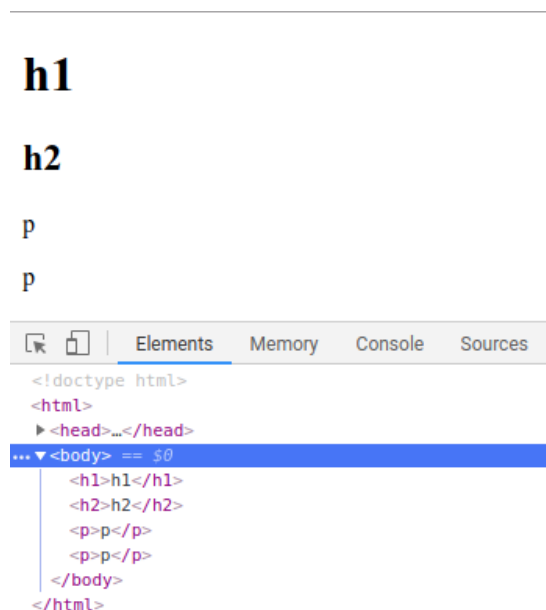 h1
h2
p
p
Elements Memory Console Sources
<!doctype html>
<html>
<head>…</head>
<body> == $0
<h1>h1</h1>
<h2>h2</h2>
<p>p</p>
<p>p</p>
</body>
</html>